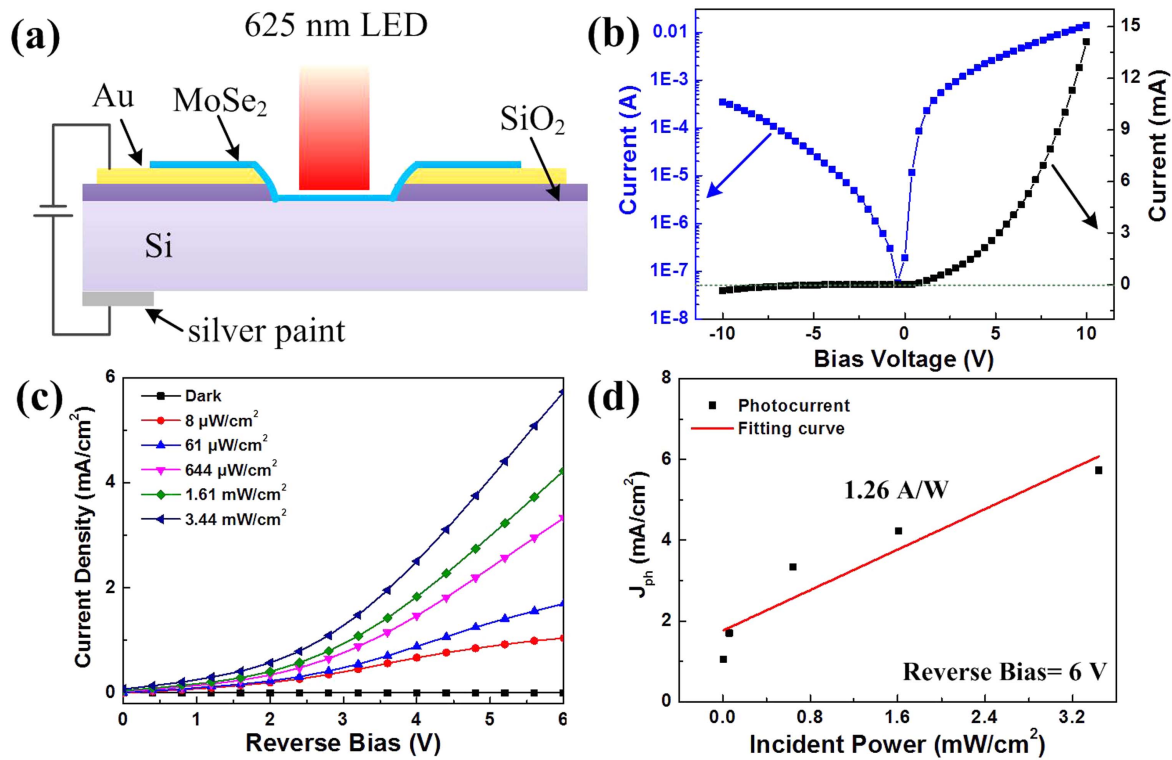 (a)
625 nm LED
Au
MoSe₂
SiO₂
Si
silver paint
(b)
Current (A)
0.01
1E-3
1E-4
1E-5
1E-6
1E-7
1E-8
-10
-5
0
5
10
Bias Voltage (V)
15
12
9
6
3
0
Current (mA)
(c)
Current Density (mA/cm²)
6
4
2
0
Dark
8 µW/cm²
61 µW/cm²
644 µW/cm²
1.61 mW/cm²
3.44 mW/cm²
0
1
2
3
4
5
6
Reverse Bias (V)
(d)
Jph (mA/cm²)
8
6
4
2
0
Photocurrent
Fitting curve
1.26 A/W
Reverse Bias= 6 V
0.0
0.8
1.6
2.4
3.2
Incident Power (mW/cm²)